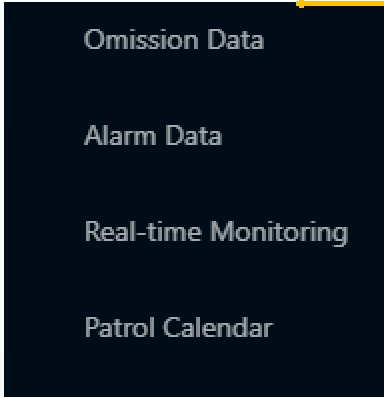 Omission Data
Alarm Data
Real-time Monitoring
Patrol Calendar